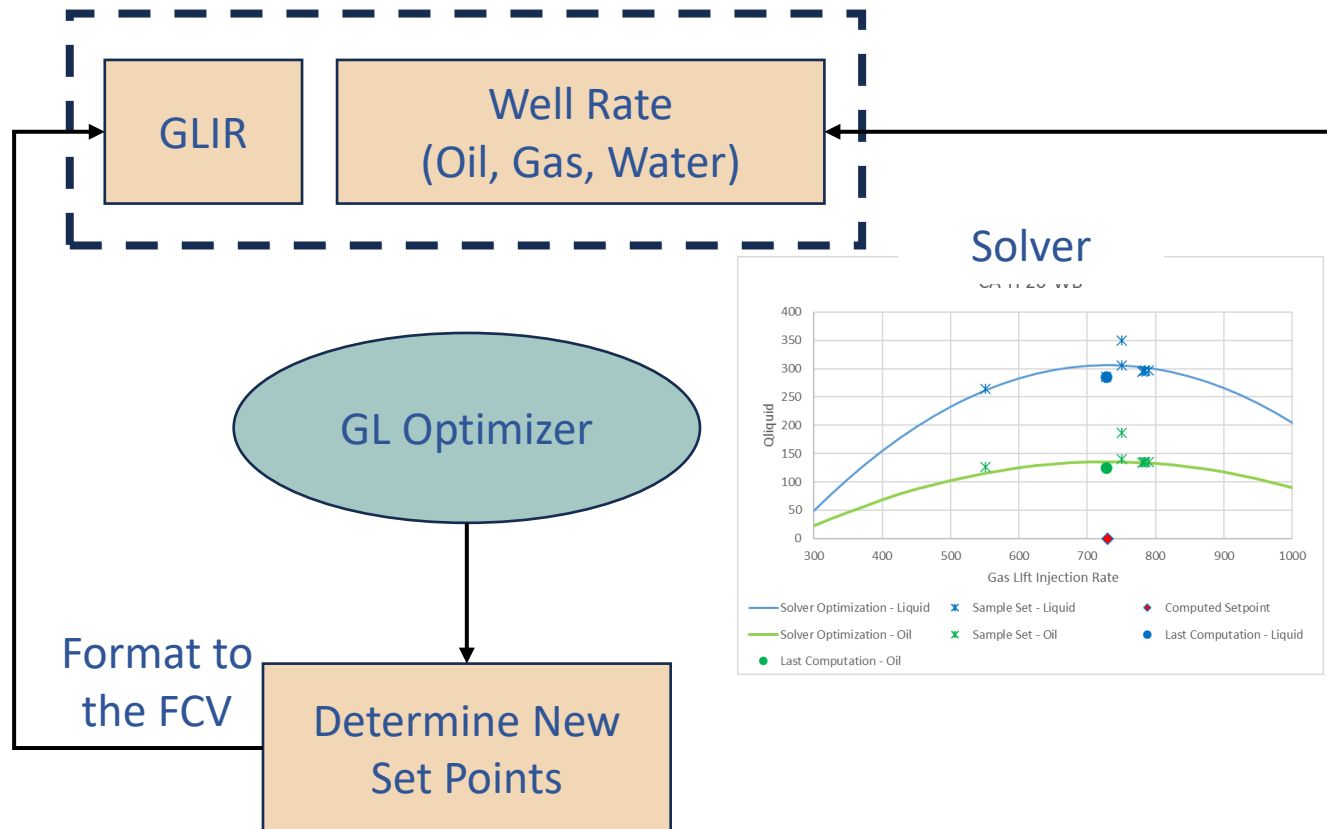 GLIR
Well Rate
(Oil, Gas, Water)
Solver
GL Optimizer
400
350
300
250
200
150
100
50
0
Qliquid
300
400
500
600
700
800
900
1000
Gas LIft Injection Rate
Solver Optimization - Liquid
Sample Set - Liquid
Computed Setpoint
Solver Optimization - Oil
Sample Set - Oil
Last Computation - Liquid
Last Computation - Oil
Format to
the FCV
Determine New
Set Points